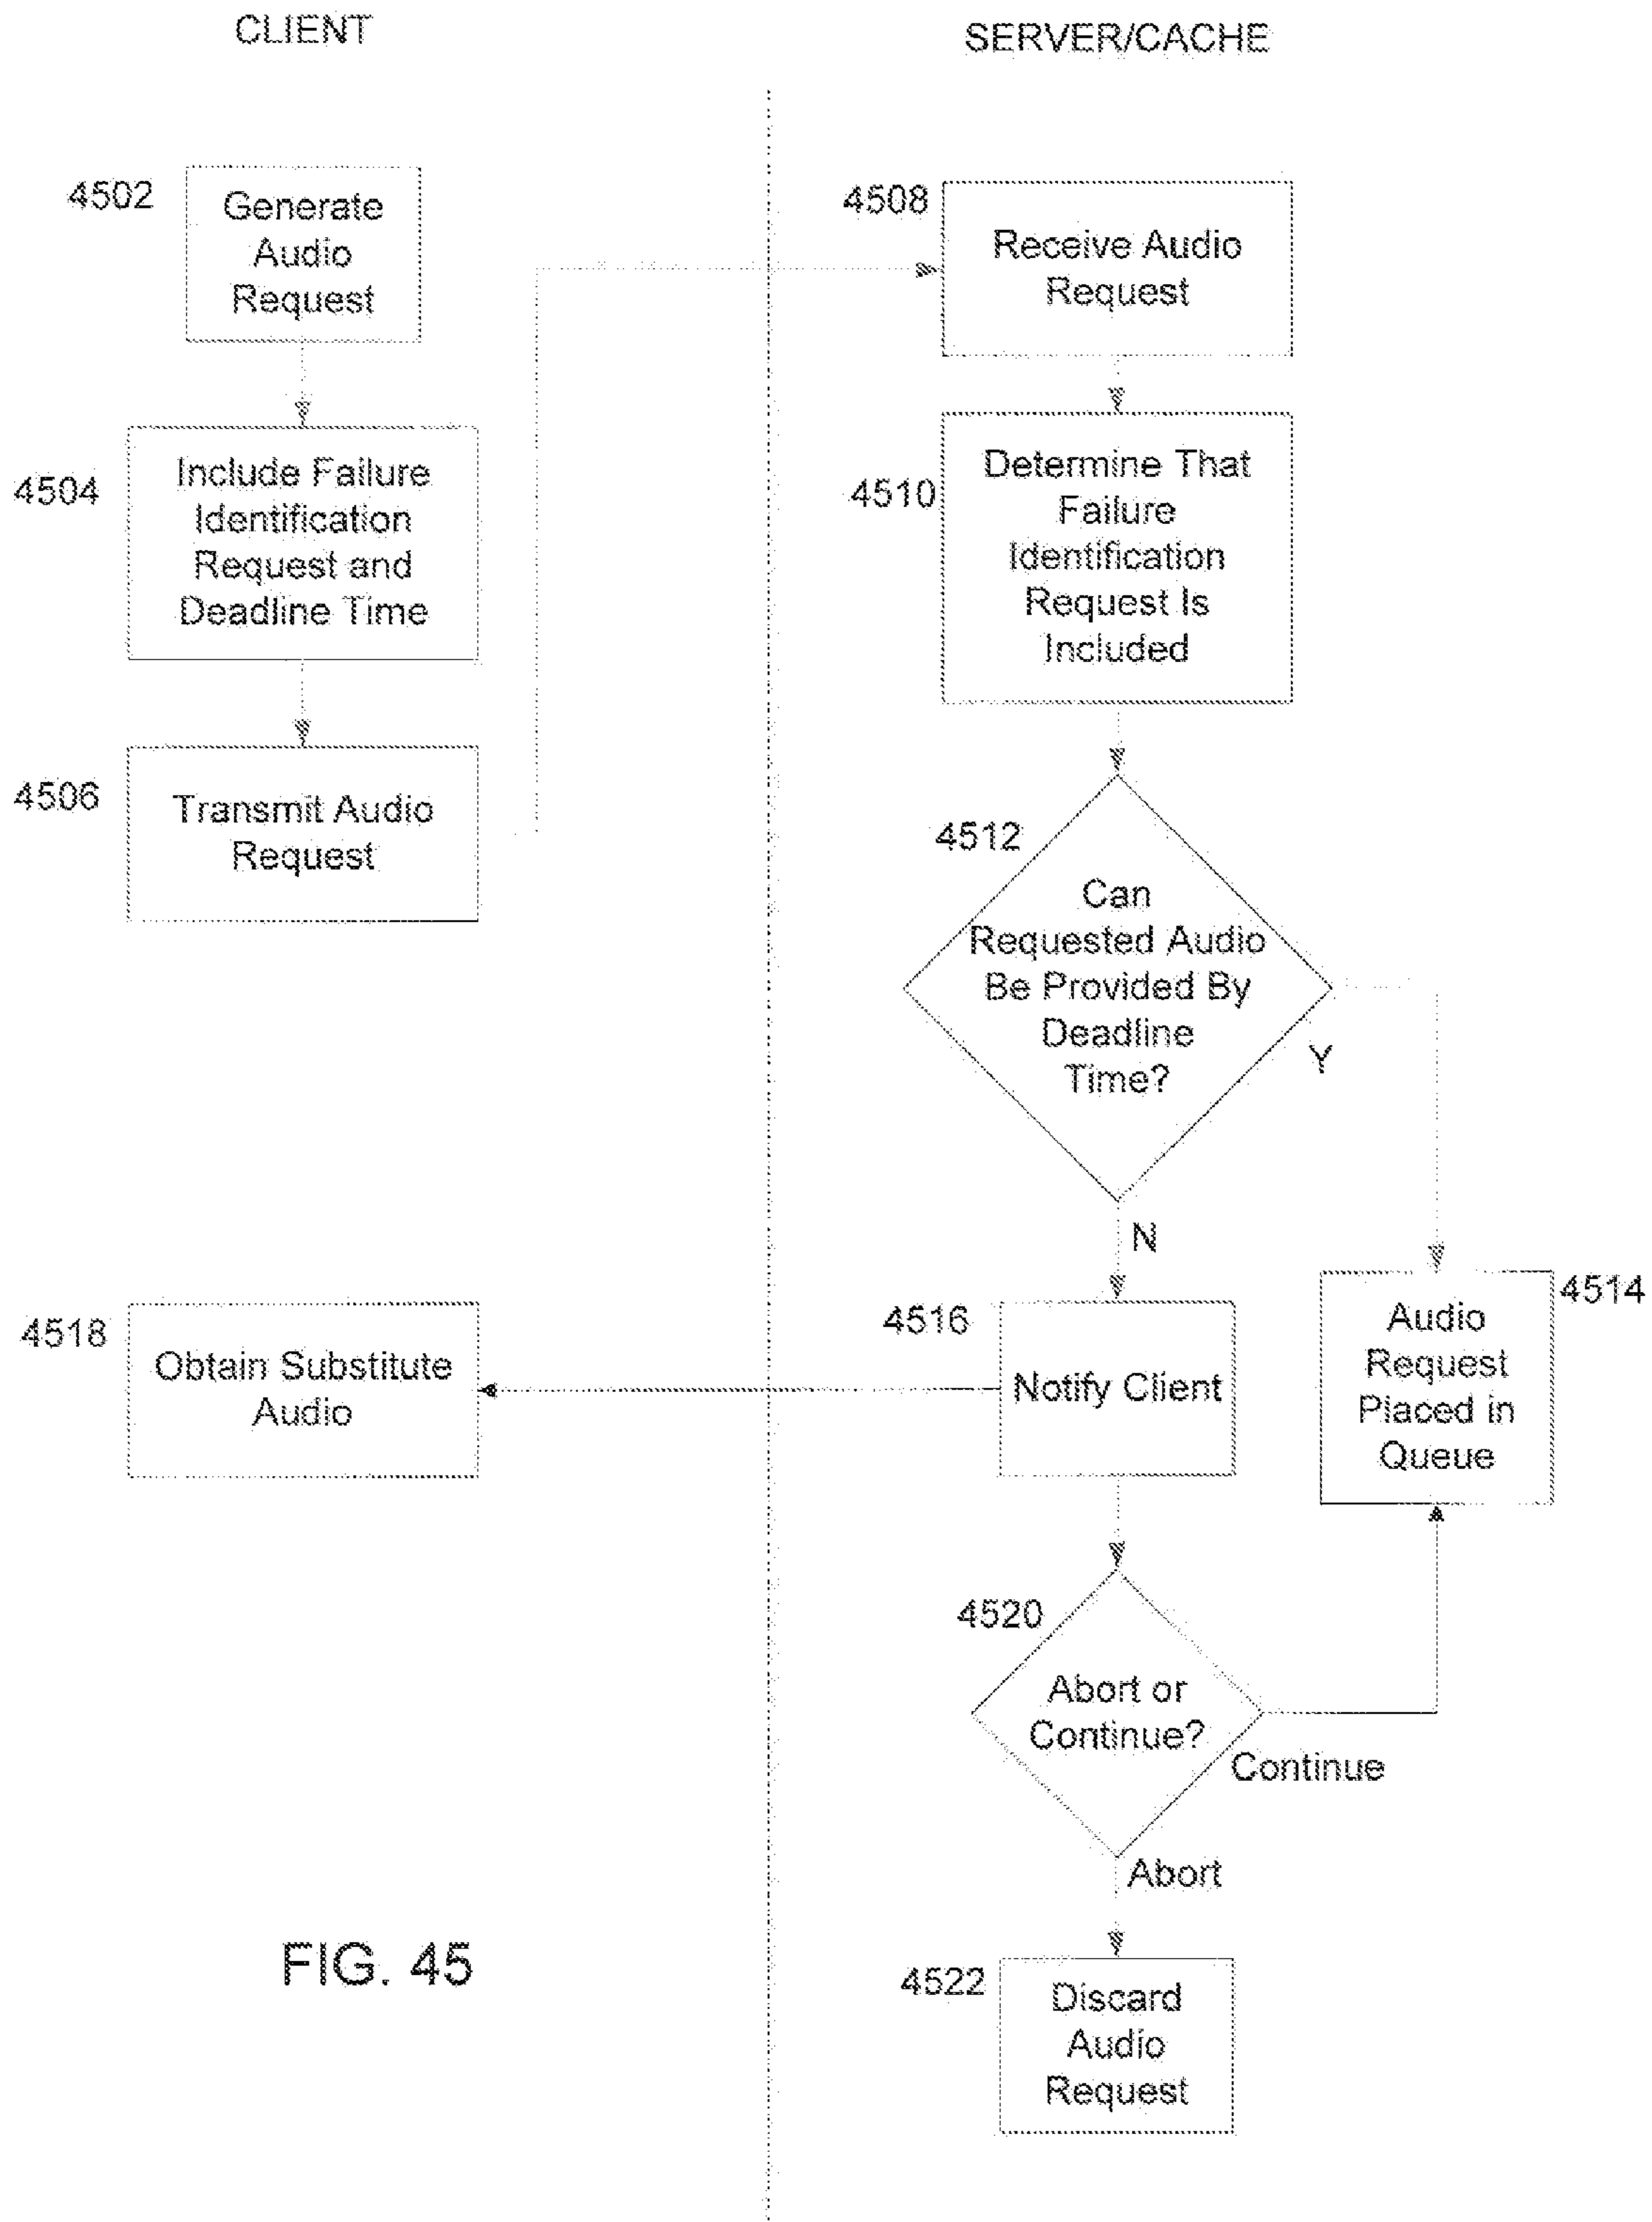 CLIENT
SERVER/CACHE
4502
Generate
Audio
Request
4504
Include Failure
Identification
Request and
Deadline Time
4506
Transmit Audio
Request
4508
Receive Audio
Request
4510
Determine That
Failure
Identification
Request Is
Included
4512
Can
Requested Audio
Be Provided By
Deadline
Time?
Y
N
4514
Audio
Request
Placed in
Queue
4516
Notify Client
4518
Obtain Substitute
Audio
4520
Abort or
Continue?
Continue
Abort
4522
Discard
Audio
Request
FIG. 45